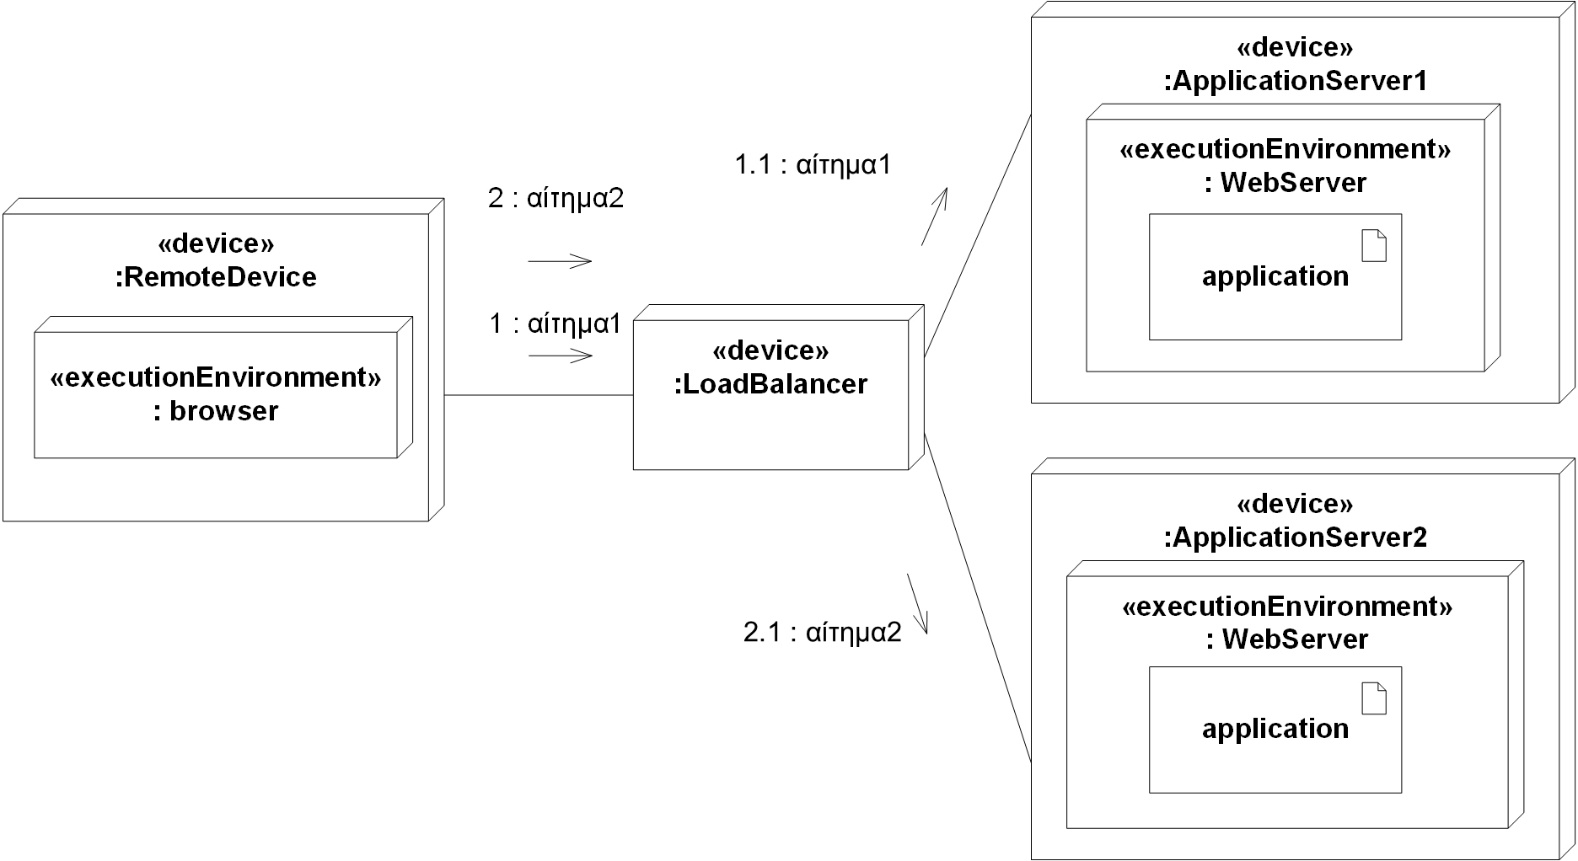 «device»
:RemoteDevice
«executionEnvironment»
: browser
2 : αίτημα2
1 : αίτημα1
«device»
:LoadBalancer
1.1 : αίτημα1
2.1 : αίτημα2
«device»
:ApplicationServer1
«executionEnvironment»
: WebServer
application
«device»
:ApplicationServer2
«executionEnvironment»
: WebServer
application